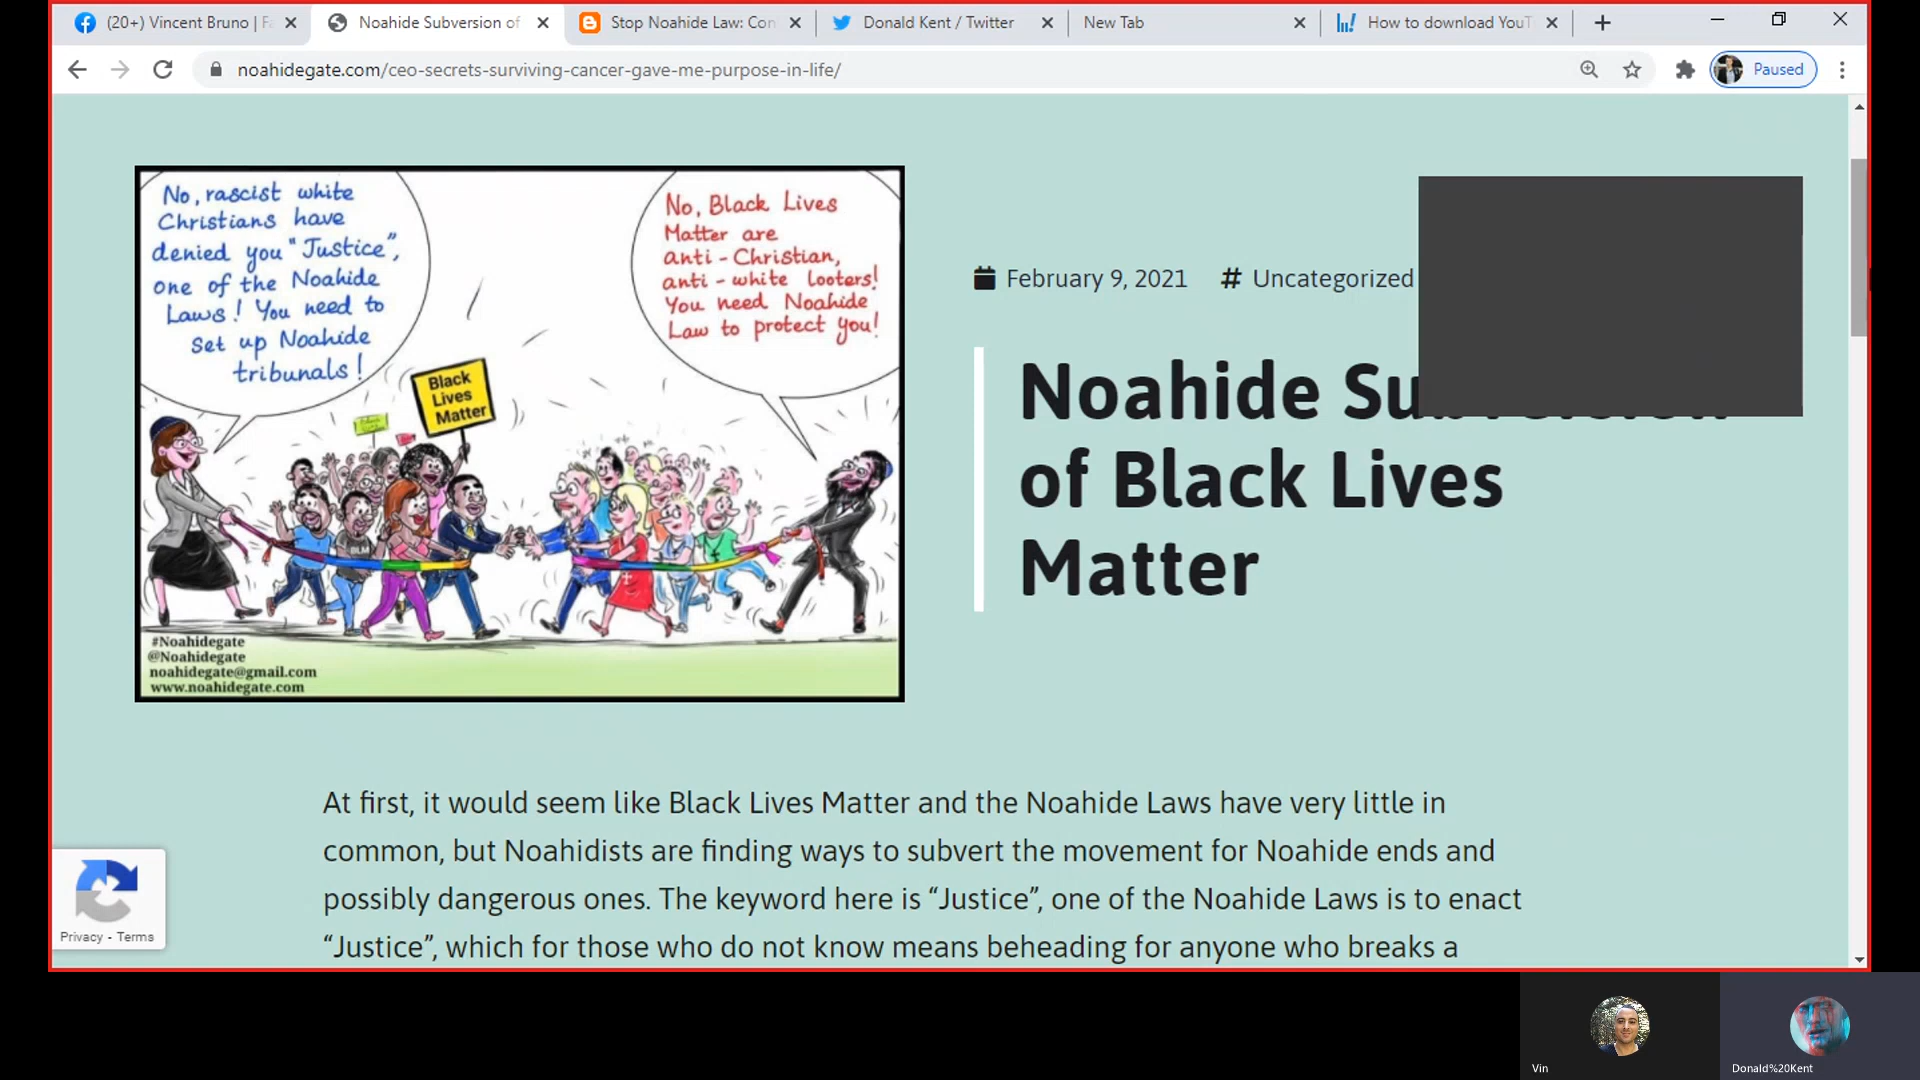 (20+) Vincent Bruno | Fa
Noahide Subversion of
Stop Noahide Law: Con
Donald Kent / Twitter
New Tab
How to download YouT
noahidegate.com/ceo-secrets-surviving-cancer-gave-me-purpose-in-life/
Paused
No, rascist white
Christians have
denied you "Justice",
one of the Noahide
Laws! You need to
set up Noahide
tribunals!
No, Black Lives
Matter are
anti-Christian,
anti-white looters!
You need Noahide
Law to protect you!
Black
Lives
Matter
BLM
#Noahidegate
@Noahidegate
noahidegate@gmail.com
www.noahidegate.com
February 9, 2021 # Uncategorized
Noahide Subversion
of Black Lives
Matter
At first, it would seem like Black Lives Matter and the Noahide Laws have very little in
common, but Noahidists are finding ways to subvert the movement for Noahide ends and
possibly dangerous ones. The keyword here is “Justice”, one of the Noahide Laws is to enact
“Justice”, which for those who do not know means beheading for anyone who breaks a
Privacy - Terms
Vin
Donald%20Kent